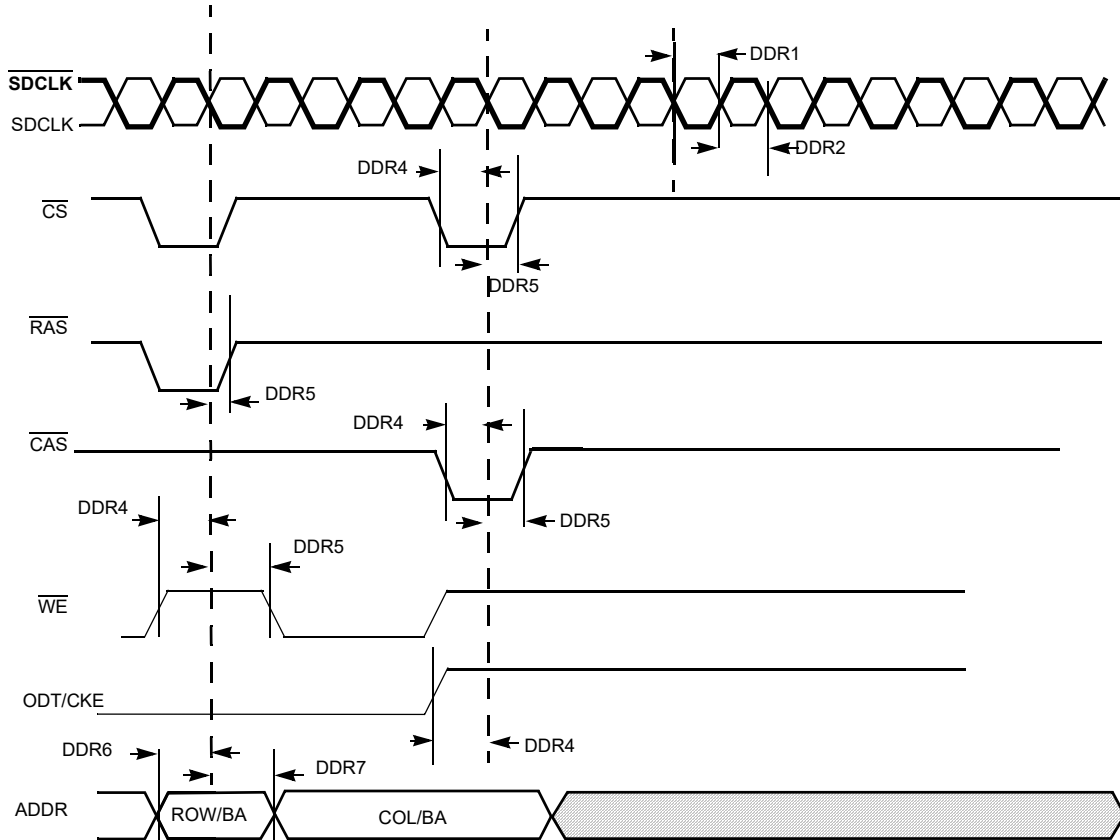 DDR1
SDCLK
SDCLK
DDR2
DDR4
CS
DDR5
RAS
DDR5
DDR4
CAS
DDR4
DDR5
DDR5
WE
ODT/CKE
DDR4
DDR6
DDR7
ADDR
ROW/BA
COL/BA